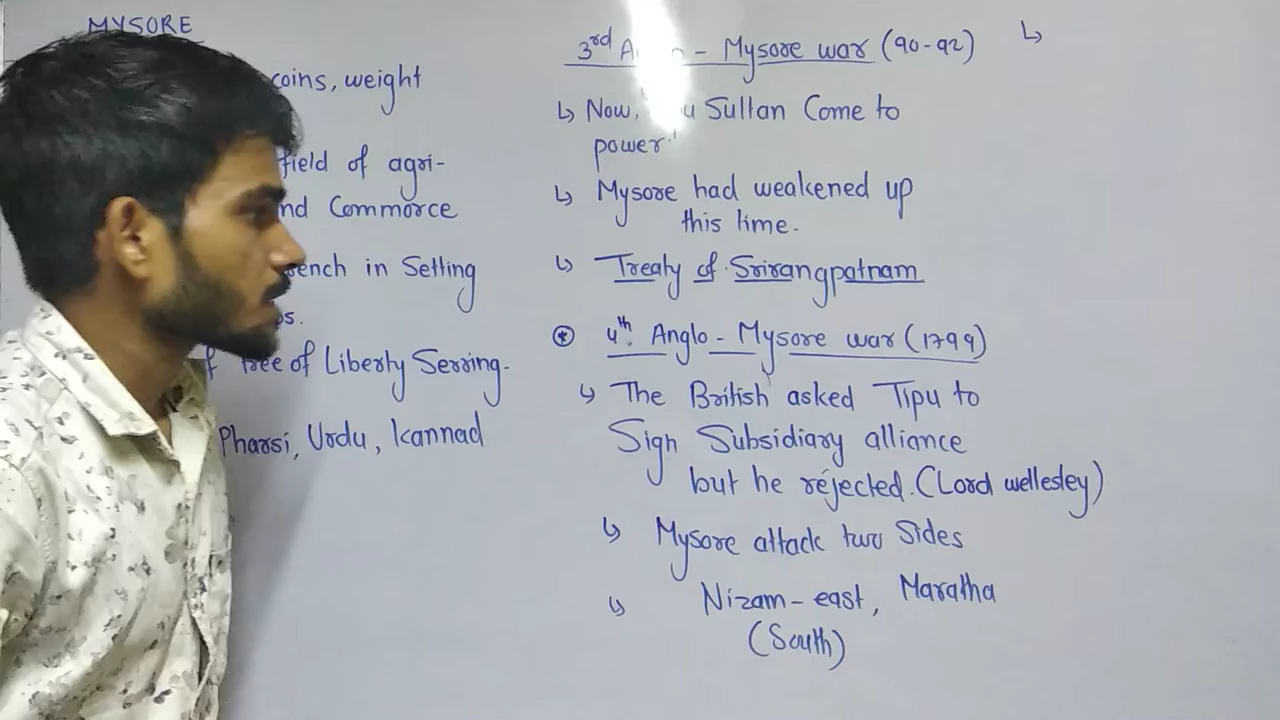 MYSORE
coins, weight
field of agri-
nd Commorce
ench in Setting
s.
f tree of Liberty Serring-
Pharsi, Urdu, Kannad
3rd A n - Mysore war (90-92)
↳
↳ Now, u Sultan Come to
power.
↳ Mysore had weakened up
this time.
↳ Treaty of Srirangpatnam
4th Anglo - Mysore war (1799)
↳ The British asked Tipu to
Sign Subsidiary alliance
but he rejected. (Lord wellesley)
↳ Mysore attack two Sides
↳ Nizam - east, Maratha
(South)